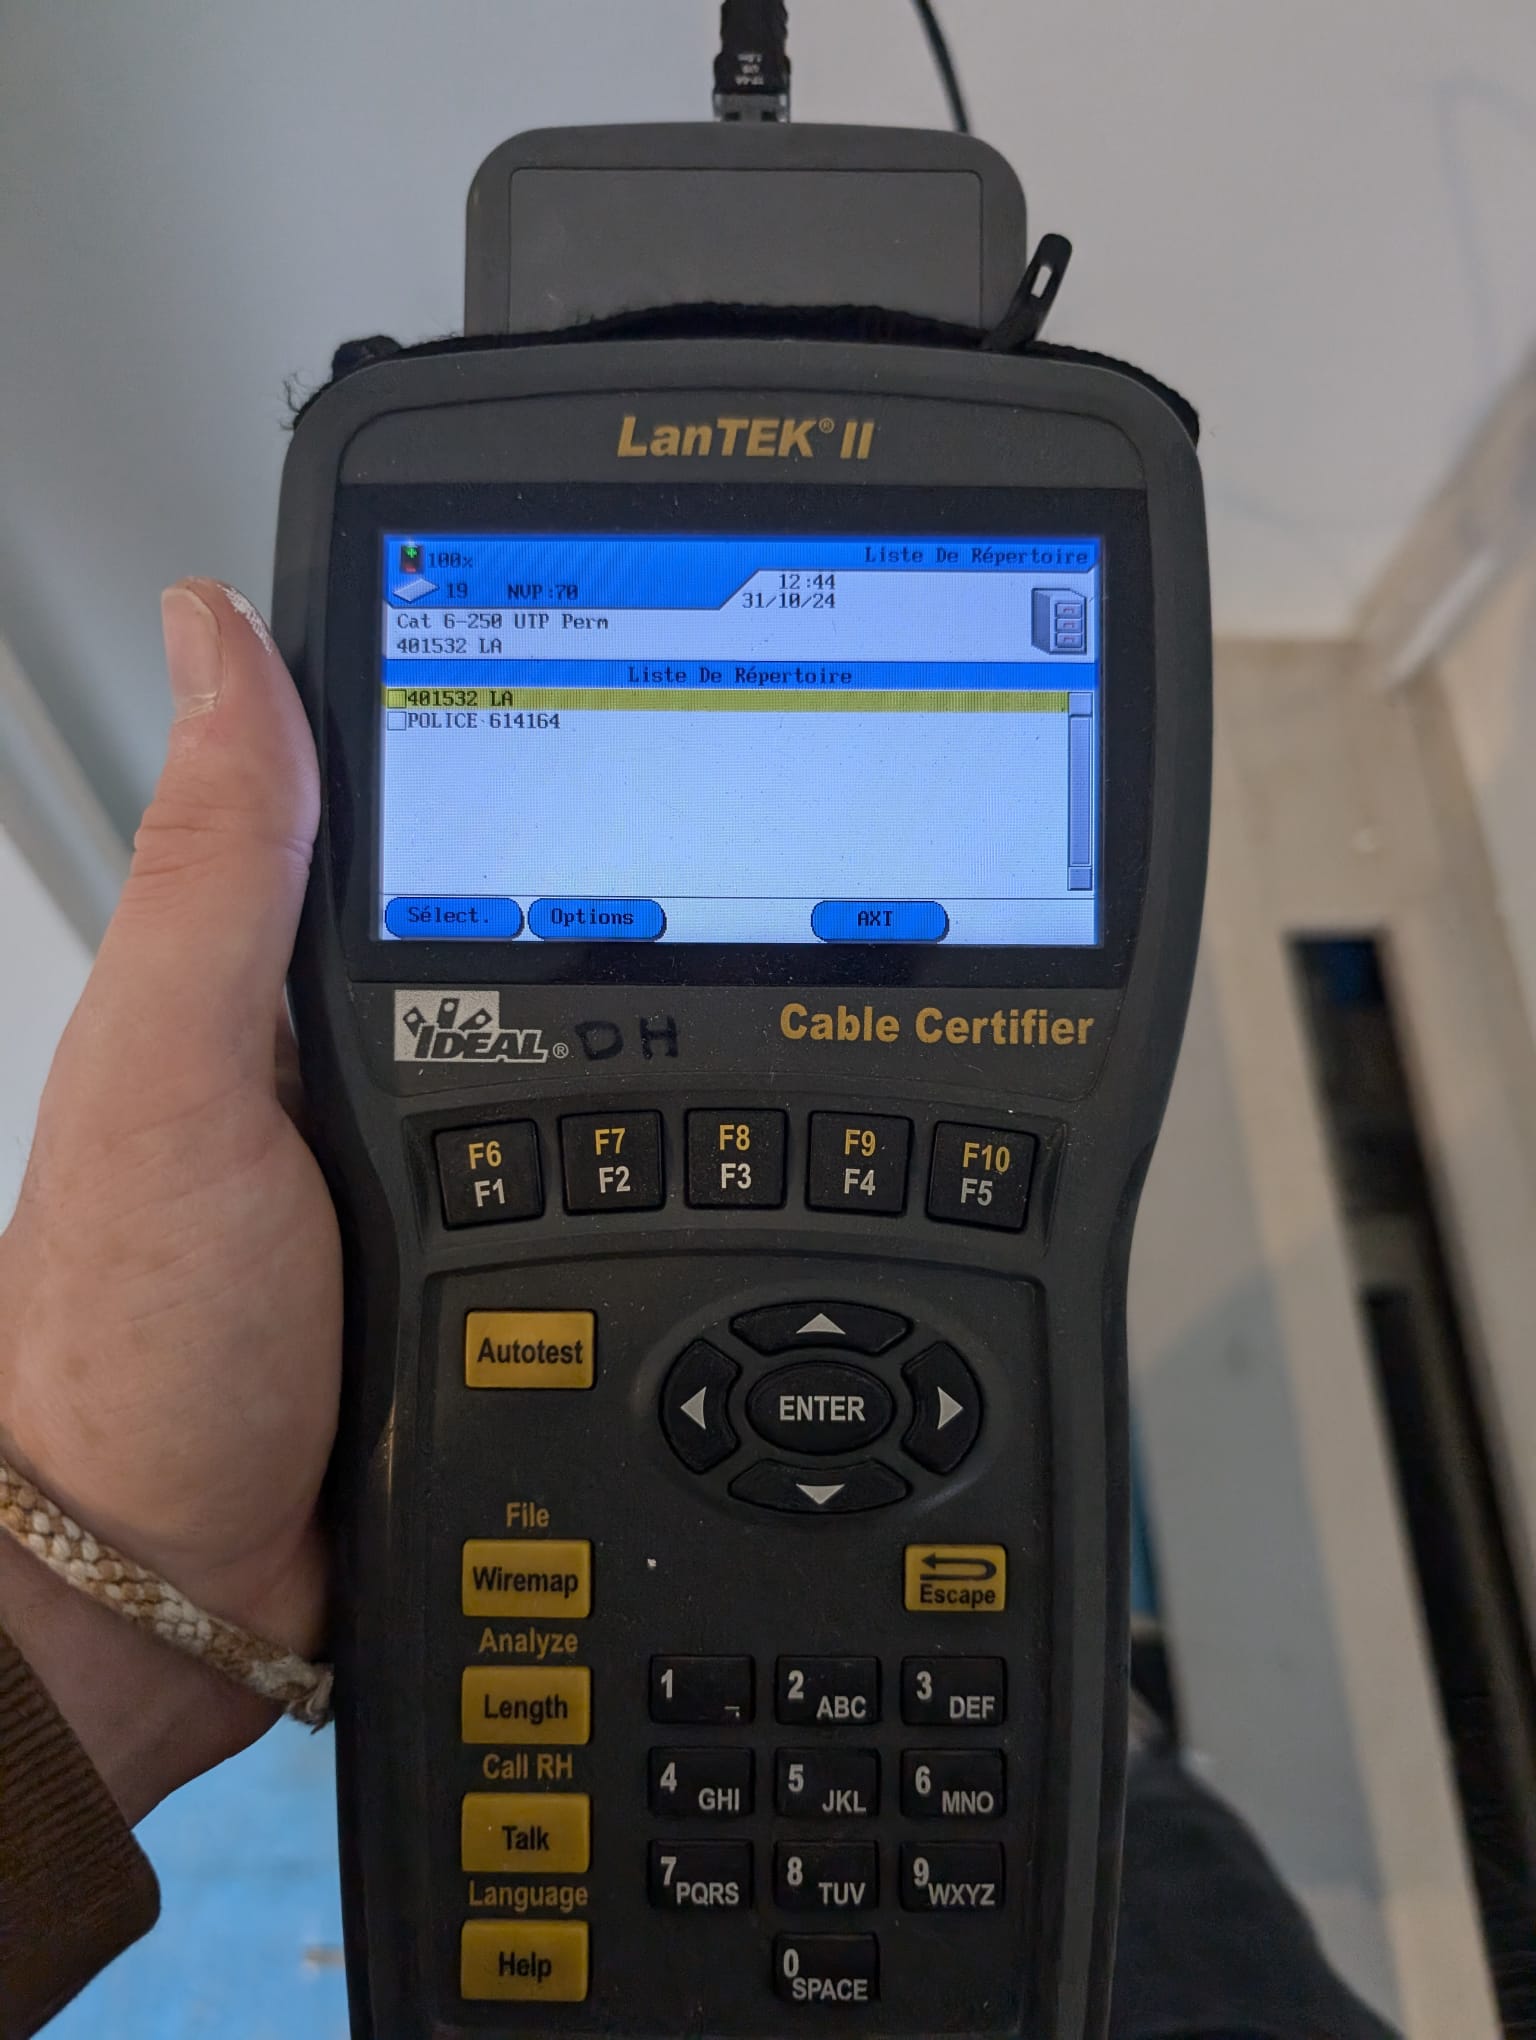 LanTEK® II
100%
Liste De Répertoire
19 NVP:70
12:44
31/10/24
Cat 6-250 UTP Perm
401532 LA
Liste De Répertoire
401532 LA
POLICE 614164
Sélect. Options AXT
IDEAL® DH
Cable Certifier
F6 F7 F8 F9 F10
F1 F2 F3 F4 F5
Autotest
ENTER
File
Wiremap
Escape
Analyze
Length
1 2 ABC 3 DEF
Call RH
Talk
4 GHI 5 JKL 6 MNO
Language
7 PQRS 8 TUV 9 WXYZ
Help
0 SPACE